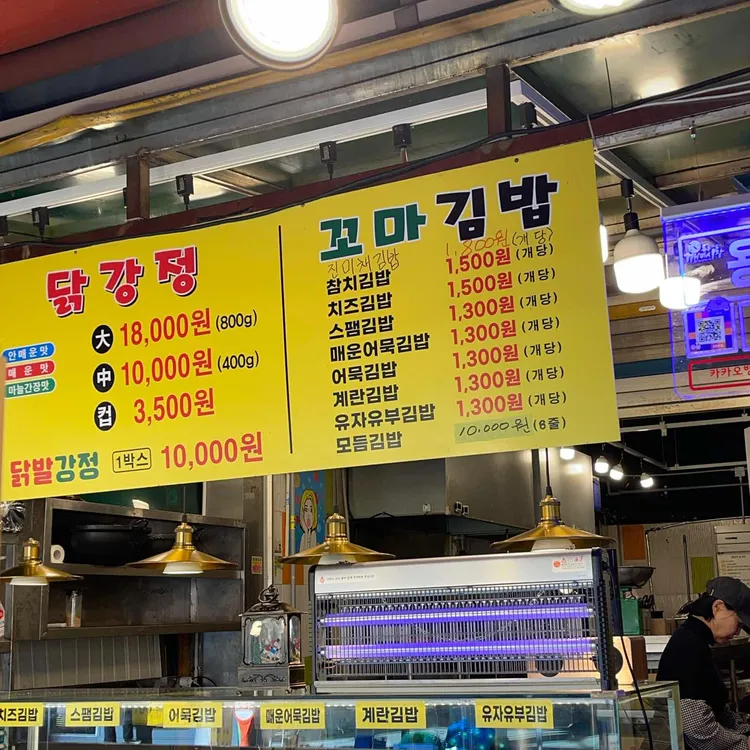 닭강정
안매운맛
매운맛
마늘간장맛
大 18,000원 (800g)
中 10,000원 (400g)
컵 3,500원
닭발강정 1박스 10,000원
꼬마김밥
진미채김밥 1,800원 (개당)
참치김밥 1,500원 (개당)
치즈김밥 1,500원 (개당)
스팸김밥 1,300원 (개당)
매운어묵김밥 1,300원 (개당)
어묵김밥 1,300원 (개당)
계란김밥 1,300원 (개당)
유자유부김밥 1,300원 (개당)
모듬김밥 10,000원 (8줄)
카카오뱅
치즈김밥
스팸김밥
어묵김밥
매운어묵김밥
계란김밥
유자유부김밥